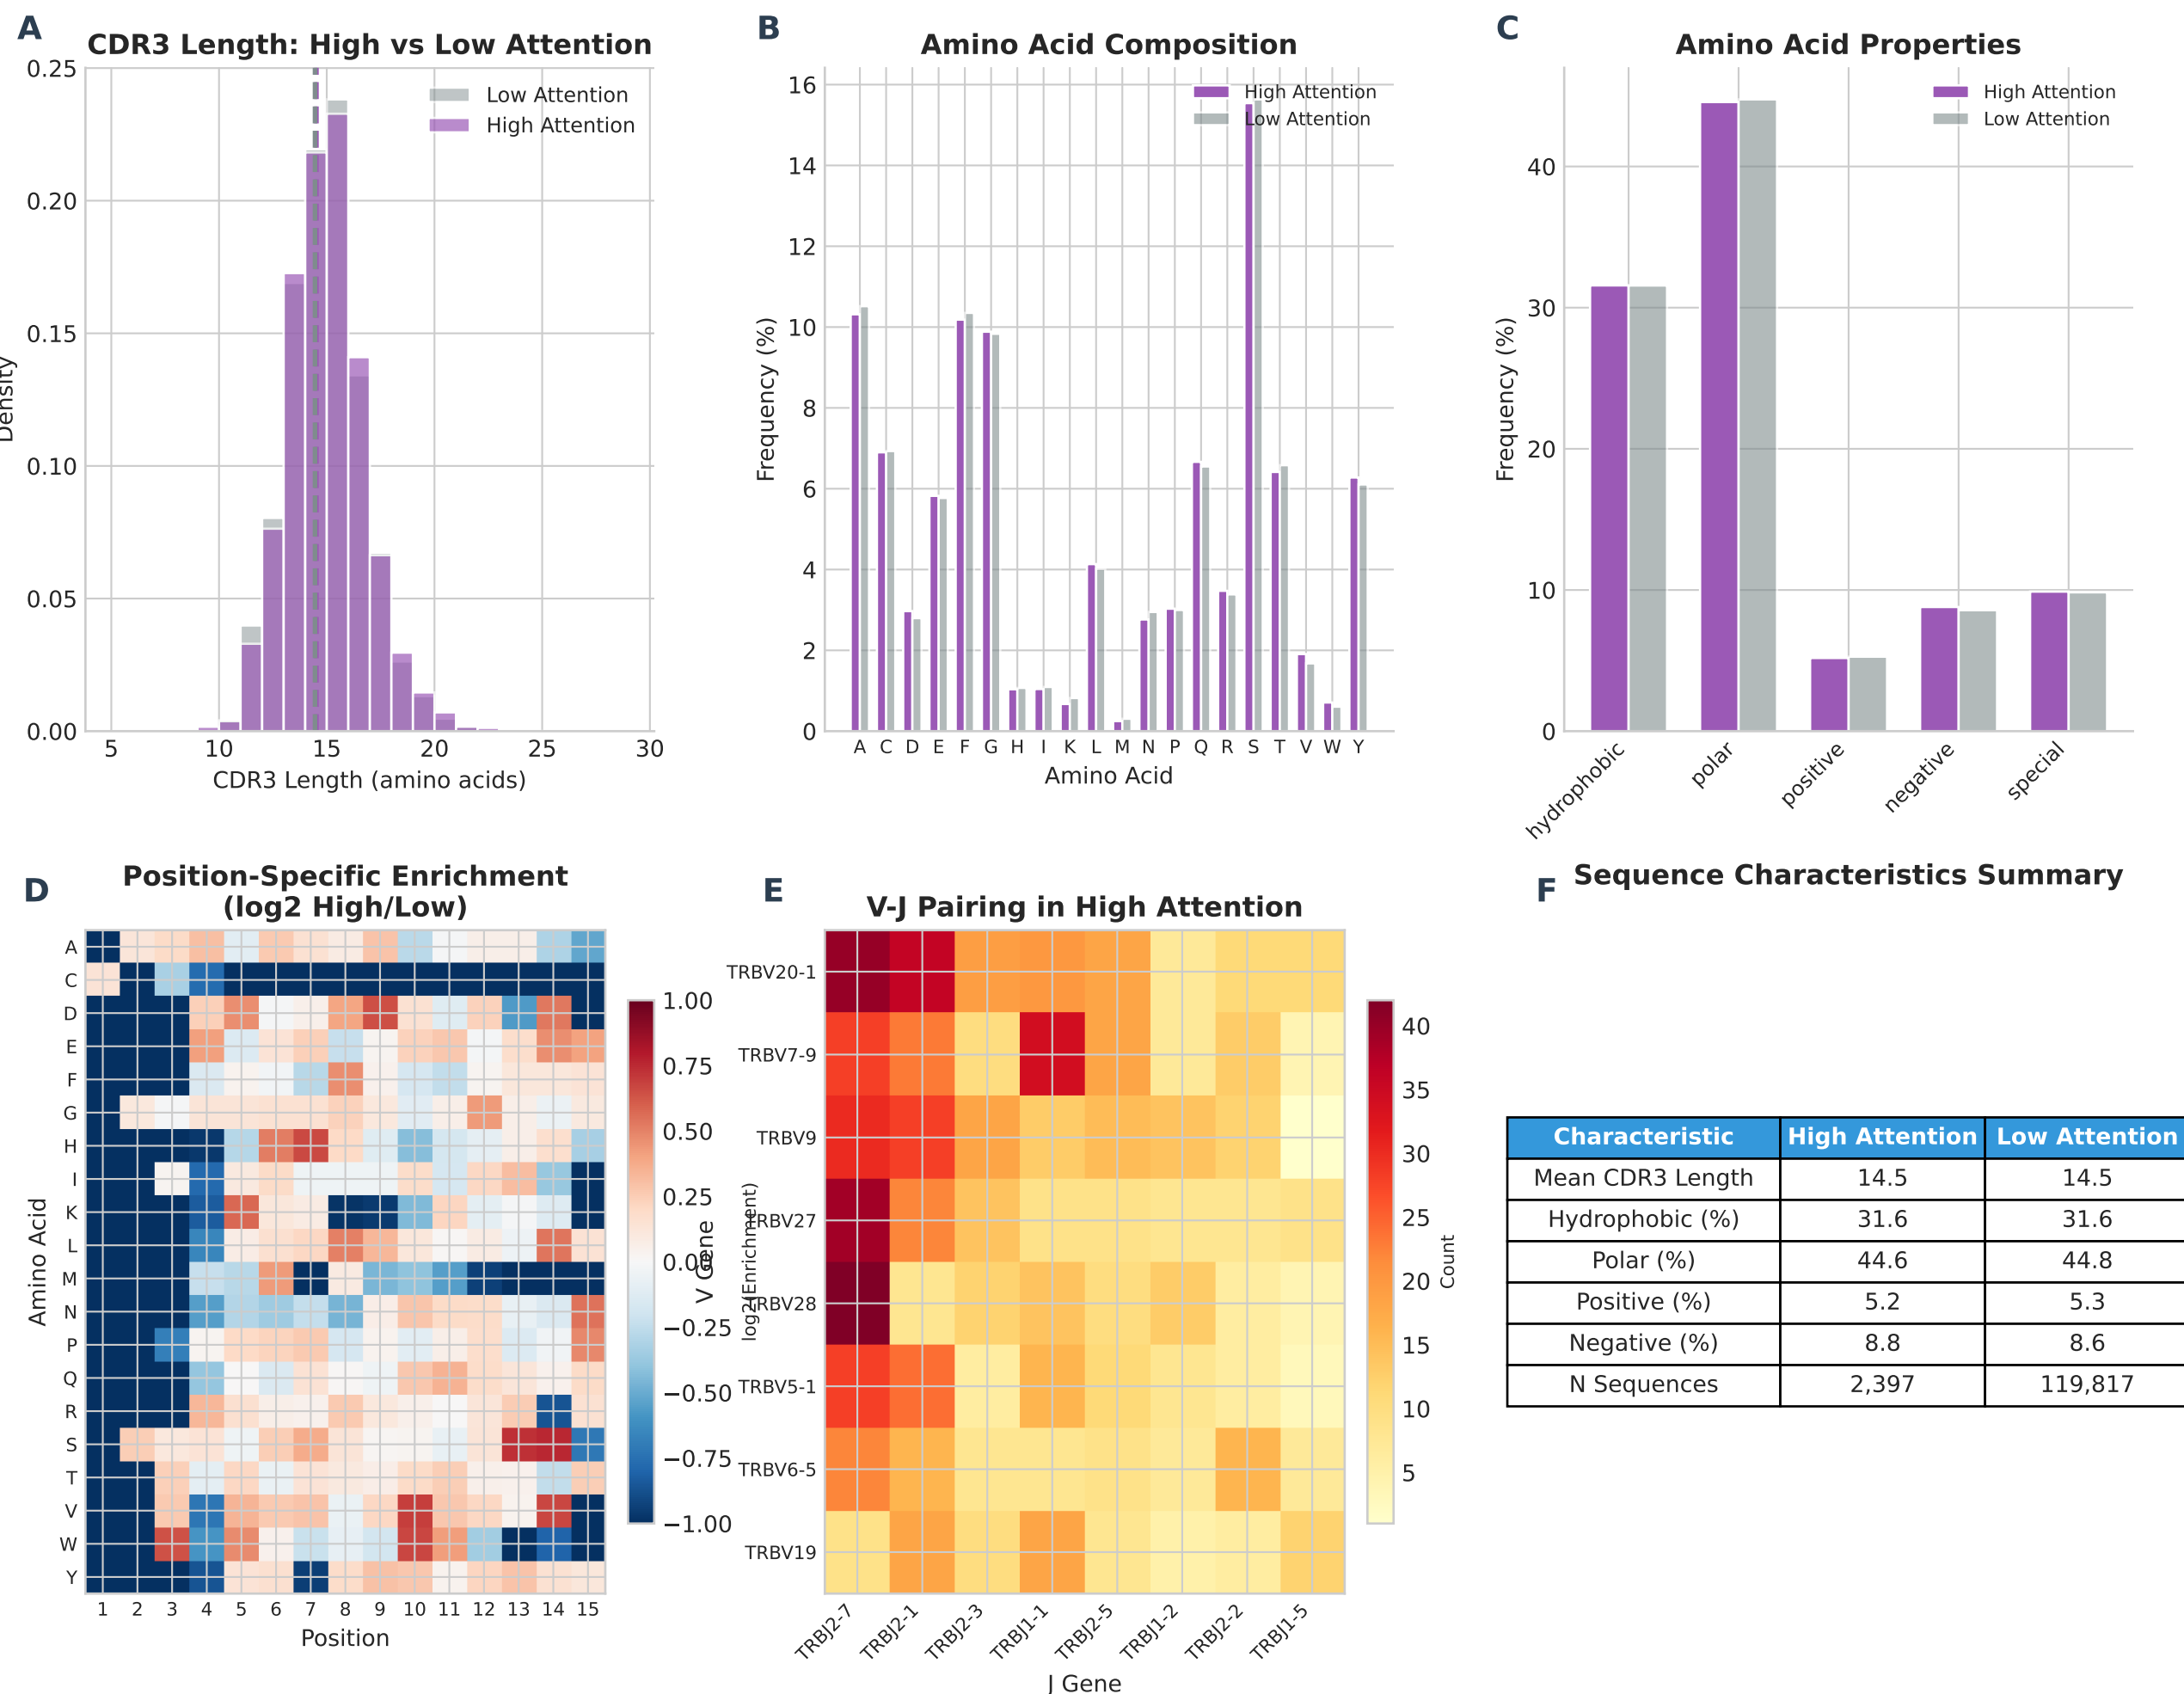 A
CDR3 Length: High vs Low Attention
Low Attention
High Attention
Density
0.25
0.20
0.15
0.10
0.05
0.00
5 10 15 20 25 30
CDR3 Length (amino acids)
B
Amino Acid Composition
High Attention
Low Attention
Frequency (%)
16
14
12
10
8
6
4
2
0
A C D E F G H I K L M N P Q R S T V W Y
Amino Acid
C
Amino Acid Properties
High Attention
Low Attention
Frequency (%)
40
30
20
10
0
hydrophobic
polar
positive
negative
special
D
Position-Specific Enrichment
(log2 High/Low)
Amino Acid
A
C
D
E
F
G
H
I
K
L
M
N
P
Q
R
S
T
V
W
Y
1 2 3 4 5 6 7 8 9 10 11 12 13 14 15
Position
1.00
0.75
0.50
0.25
0.00
−0.25
−0.50
−0.75
−1.00
log2(Enrichment)
E
V-J Pairing in High Attention
V Gene
TRBV20-1
TRBV7-9
TRBV9
TRBV27
TRBV28
TRBV5-1
TRBV6-5
TRBV19
TRBJ2-7
TRBJ2-1
TRBJ2-3
TRBJ1-1
TRBJ2-5
TRBJ1-2
TRBJ2-2
TRBJ1-5
J Gene
40
35
30
25
20
15
10
5
Count
F
Sequence Characteristics Summary
Characteristic High Attention Low Attention
Mean CDR3 Length 14.5 14.5
Hydrophobic (%) 31.6 31.6
Polar (%) 44.6 44.8
Positive (%) 5.2 5.3
Negative (%) 8.8 8.6
N Sequences 2,397 119,817